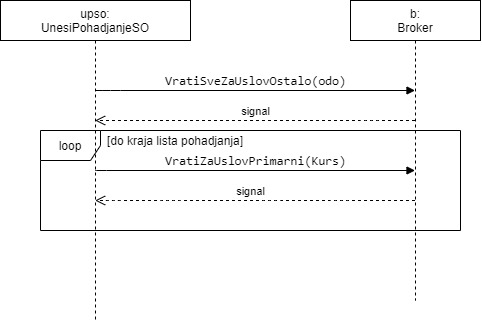 upso:
UnesiPohadjanjeSO
b:
Broker
VratiSveZaUslovOstalo(odo)
signal
loop
[do kraja lista pohadjanja]
VratiZaUslovPrimarni(Kurs)
signal